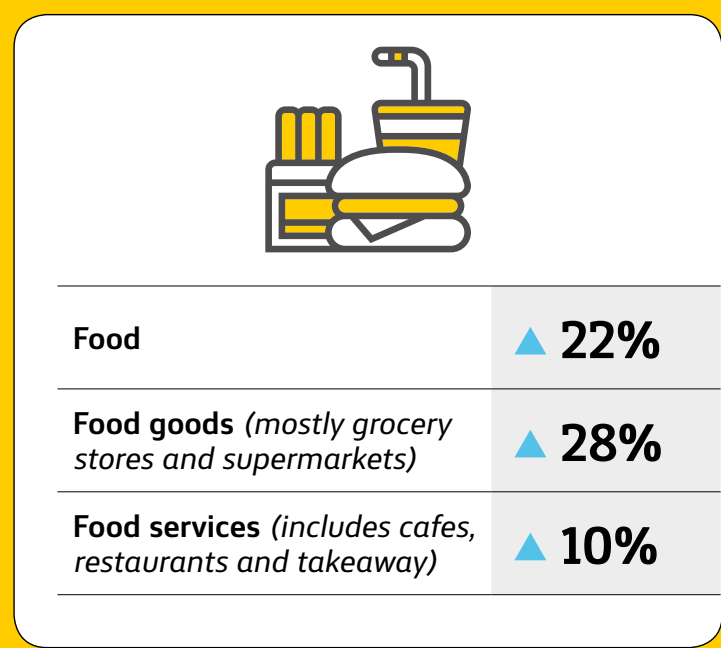 Food
▲ 22%
Food goods (mostly grocery
stores and supermarkets)
▲ 28%
Food services (includes cafes,
restaurants and takeaway)
▲ 10%